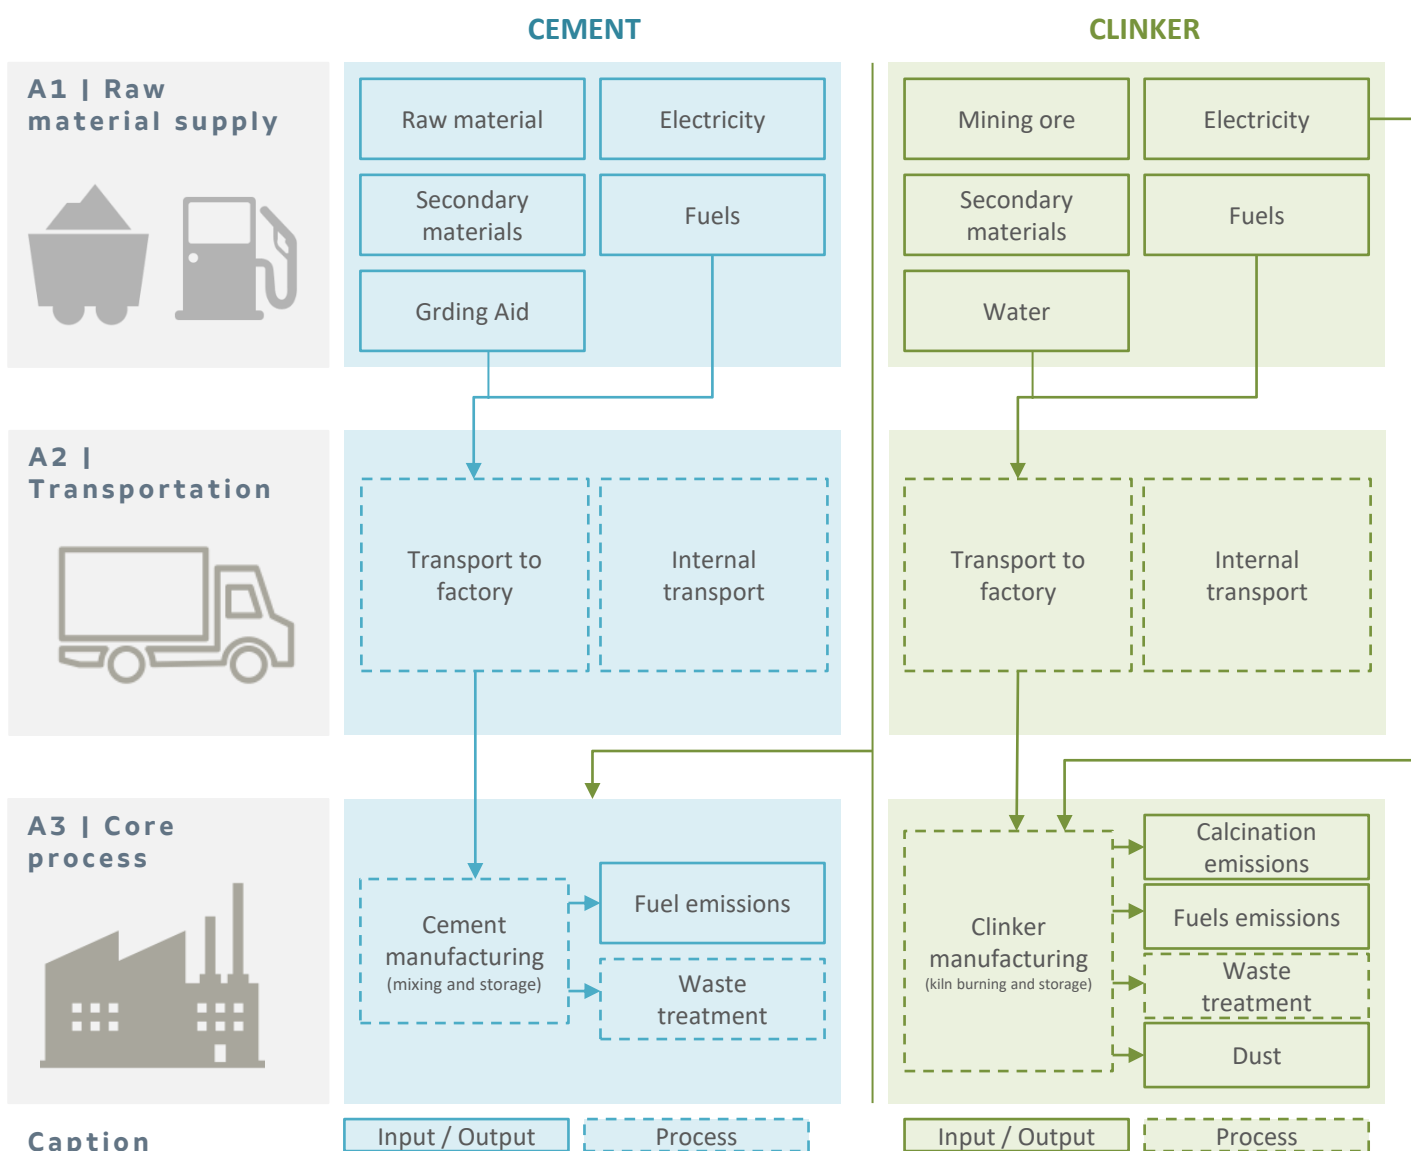 CEMENT
CLINKER
A1 | Raw
material supply
Raw material
Electricity
Secondary
materials
Fuels
Grding Aid
Mining ore
Electricity
Secondary
materials
Fuels
Water
A2 |
Transportation
Transport to
factory
Internal
transport
Transport to
factory
Internal
transport
A3 | Core
process
Cement
manufacturing
(mixing and storage)
Fuel emissions
Waste
treatment
Clinker
manufacturing
(kiln burning and storage)
Calcination
emissions
Fuels emissions
Waste
treatment
Dust
Caption
Input / Output
Process
Input / Output
Process